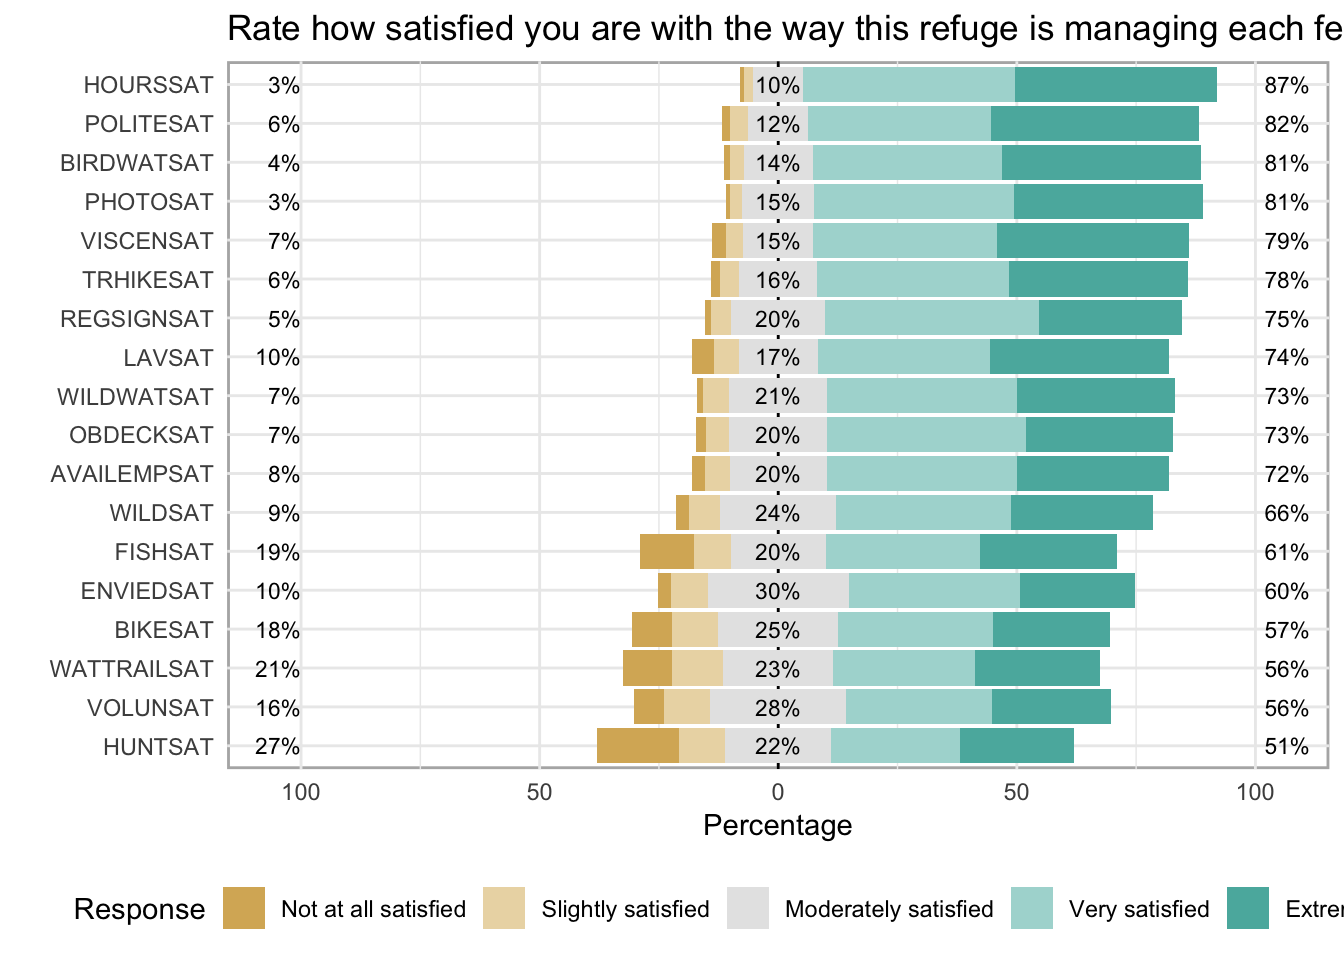 Rate how satisfied you are with the way this refuge is managing each fe
HOURSSAT 3% 10% 87%
POLITESAT 6% 12% 82%
BIRDWATSAT 4% 14% 81%
PHOTOSAT 3% 15% 81%
VISCENSAT 7% 15% 79%
TRHIKESAT 6% 16% 78%
REGSIGNSAT 5% 20% 75%
LAVSAT 10% 17% 74%
WILDWATSAT 7% 21% 73%
OBDECKSAT 7% 20% 73%
AVAILEMPSAT 8% 20% 72%
WILDSAT 9% 24% 66%
FISHSAT 19% 20% 61%
ENVIEDSAT 10% 30% 60%
BIKESAT 18% 25% 57%
WATTRAILSAT 21% 23% 56%
VOLUNSAT 16% 28% 56%
HUNTSAT 27% 22% 51%
100 50 0 50 100
Percentage
Response Not at all satisfied Slightly satisfied Moderately satisfied Very satisfied Extrer